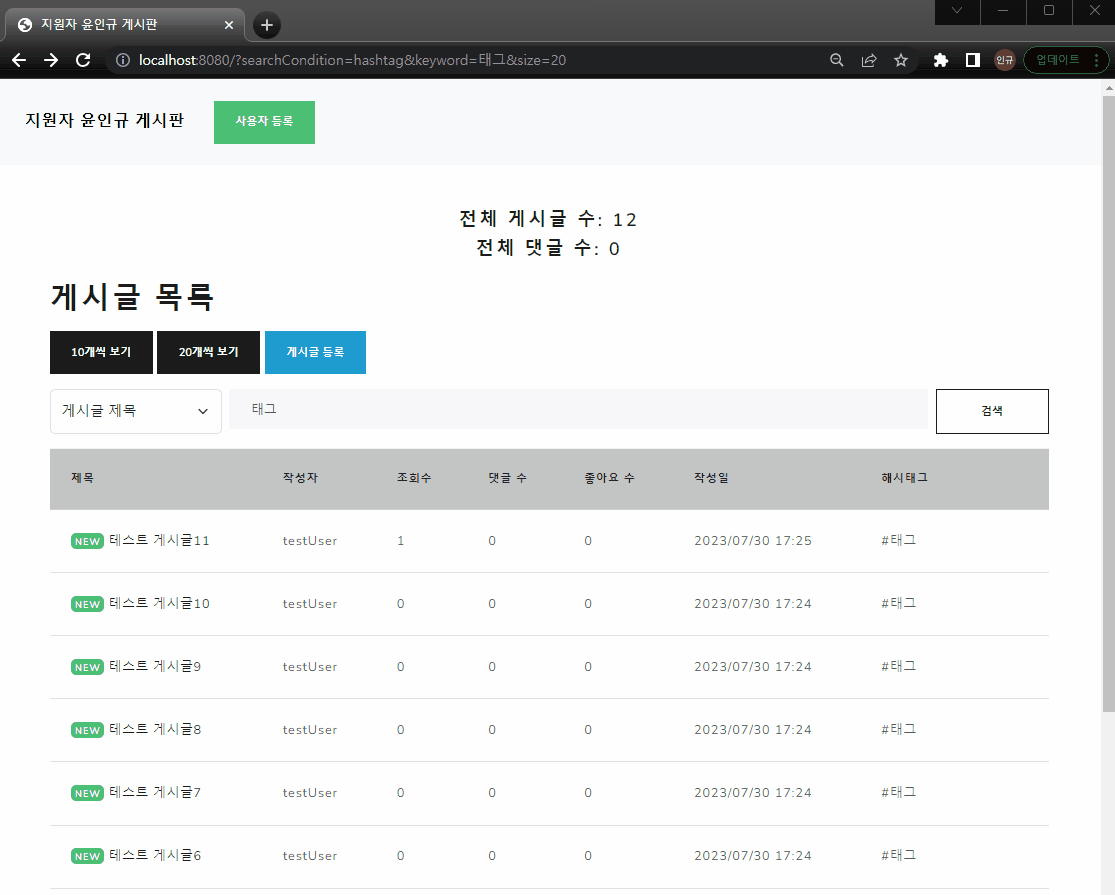 지원자 윤인규 게시판
localhost:8080/?searchCondition=hashtag&keyword=태그&size=20
인규
업데이트
지원자 윤인규 게시판
사용자 등록
전체 게시글 수: 12
전체 댓글 수: 0
게시글 목록
10개씩 보기 20개씩 보기 게시글 등록
게시글 제목 태그 검색
제목 작성자 조회수 댓글 수 좋아요 수 작성일 해시태그
NEW 테스트 게시글11 testUser 1 0 0 2023/07/30 17:25 #태그
NEW 테스트 게시글10 testUser 0 0 0 2023/07/30 17:24 #태그
NEW 테스트 게시글9 testUser 0 0 0 2023/07/30 17:24 #태그
NEW 테스트 게시글8 testUser 0 0 0 2023/07/30 17:24 #태그
NEW 테스트 게시글7 testUser 0 0 0 2023/07/30 17:24 #태그
NEW 테스트 게시글6 testUser 0 0 0 2023/07/30 17:24 #태그